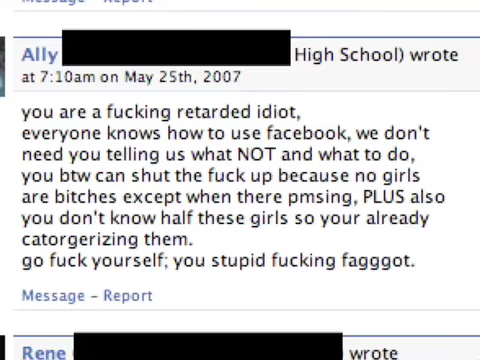 Message – Report
Ally High School) wrote
at 7:10am on May 25th, 2007
you are a fucking retarded idiot,
everyone knows how to use facebook, we don't
need you telling us what NOT and what to do,
you btw can shut the fuck up because no girls
are bitches except when there pmsing, PLUS also
you don't know half these girls so your already
catorgerizing them.
go fuck yourself; you stupid fucking fagggot.
Message – Report
Rene wrote